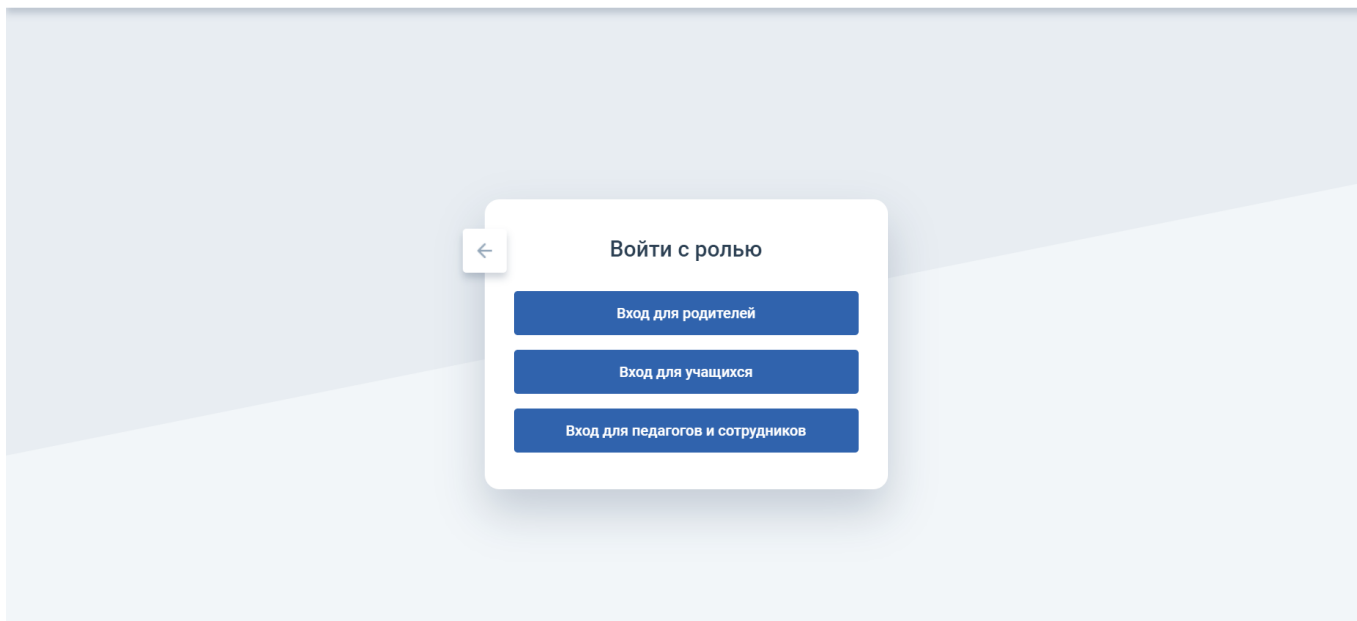 Войти с ролью
Вход для родителей
Вход для учащихся
Вход для педагогов и сотрудников